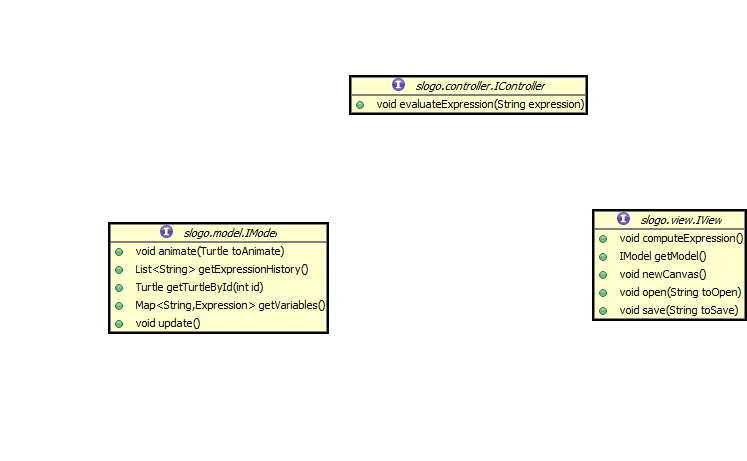 slogo.controller.IController
void evaluateExpression(String expression)
slogo.model.IModel
void animate(Turtle toAnimate)
List<String> getExpressionHistory()
Turtle getTurtleById(int id)
Map<String,Expression> getVariables()
void update()
slogo.view.IView
void computeExpression()
IModel getModel()
void newCanvas()
void open(String toOpen)
void save(String toSave)